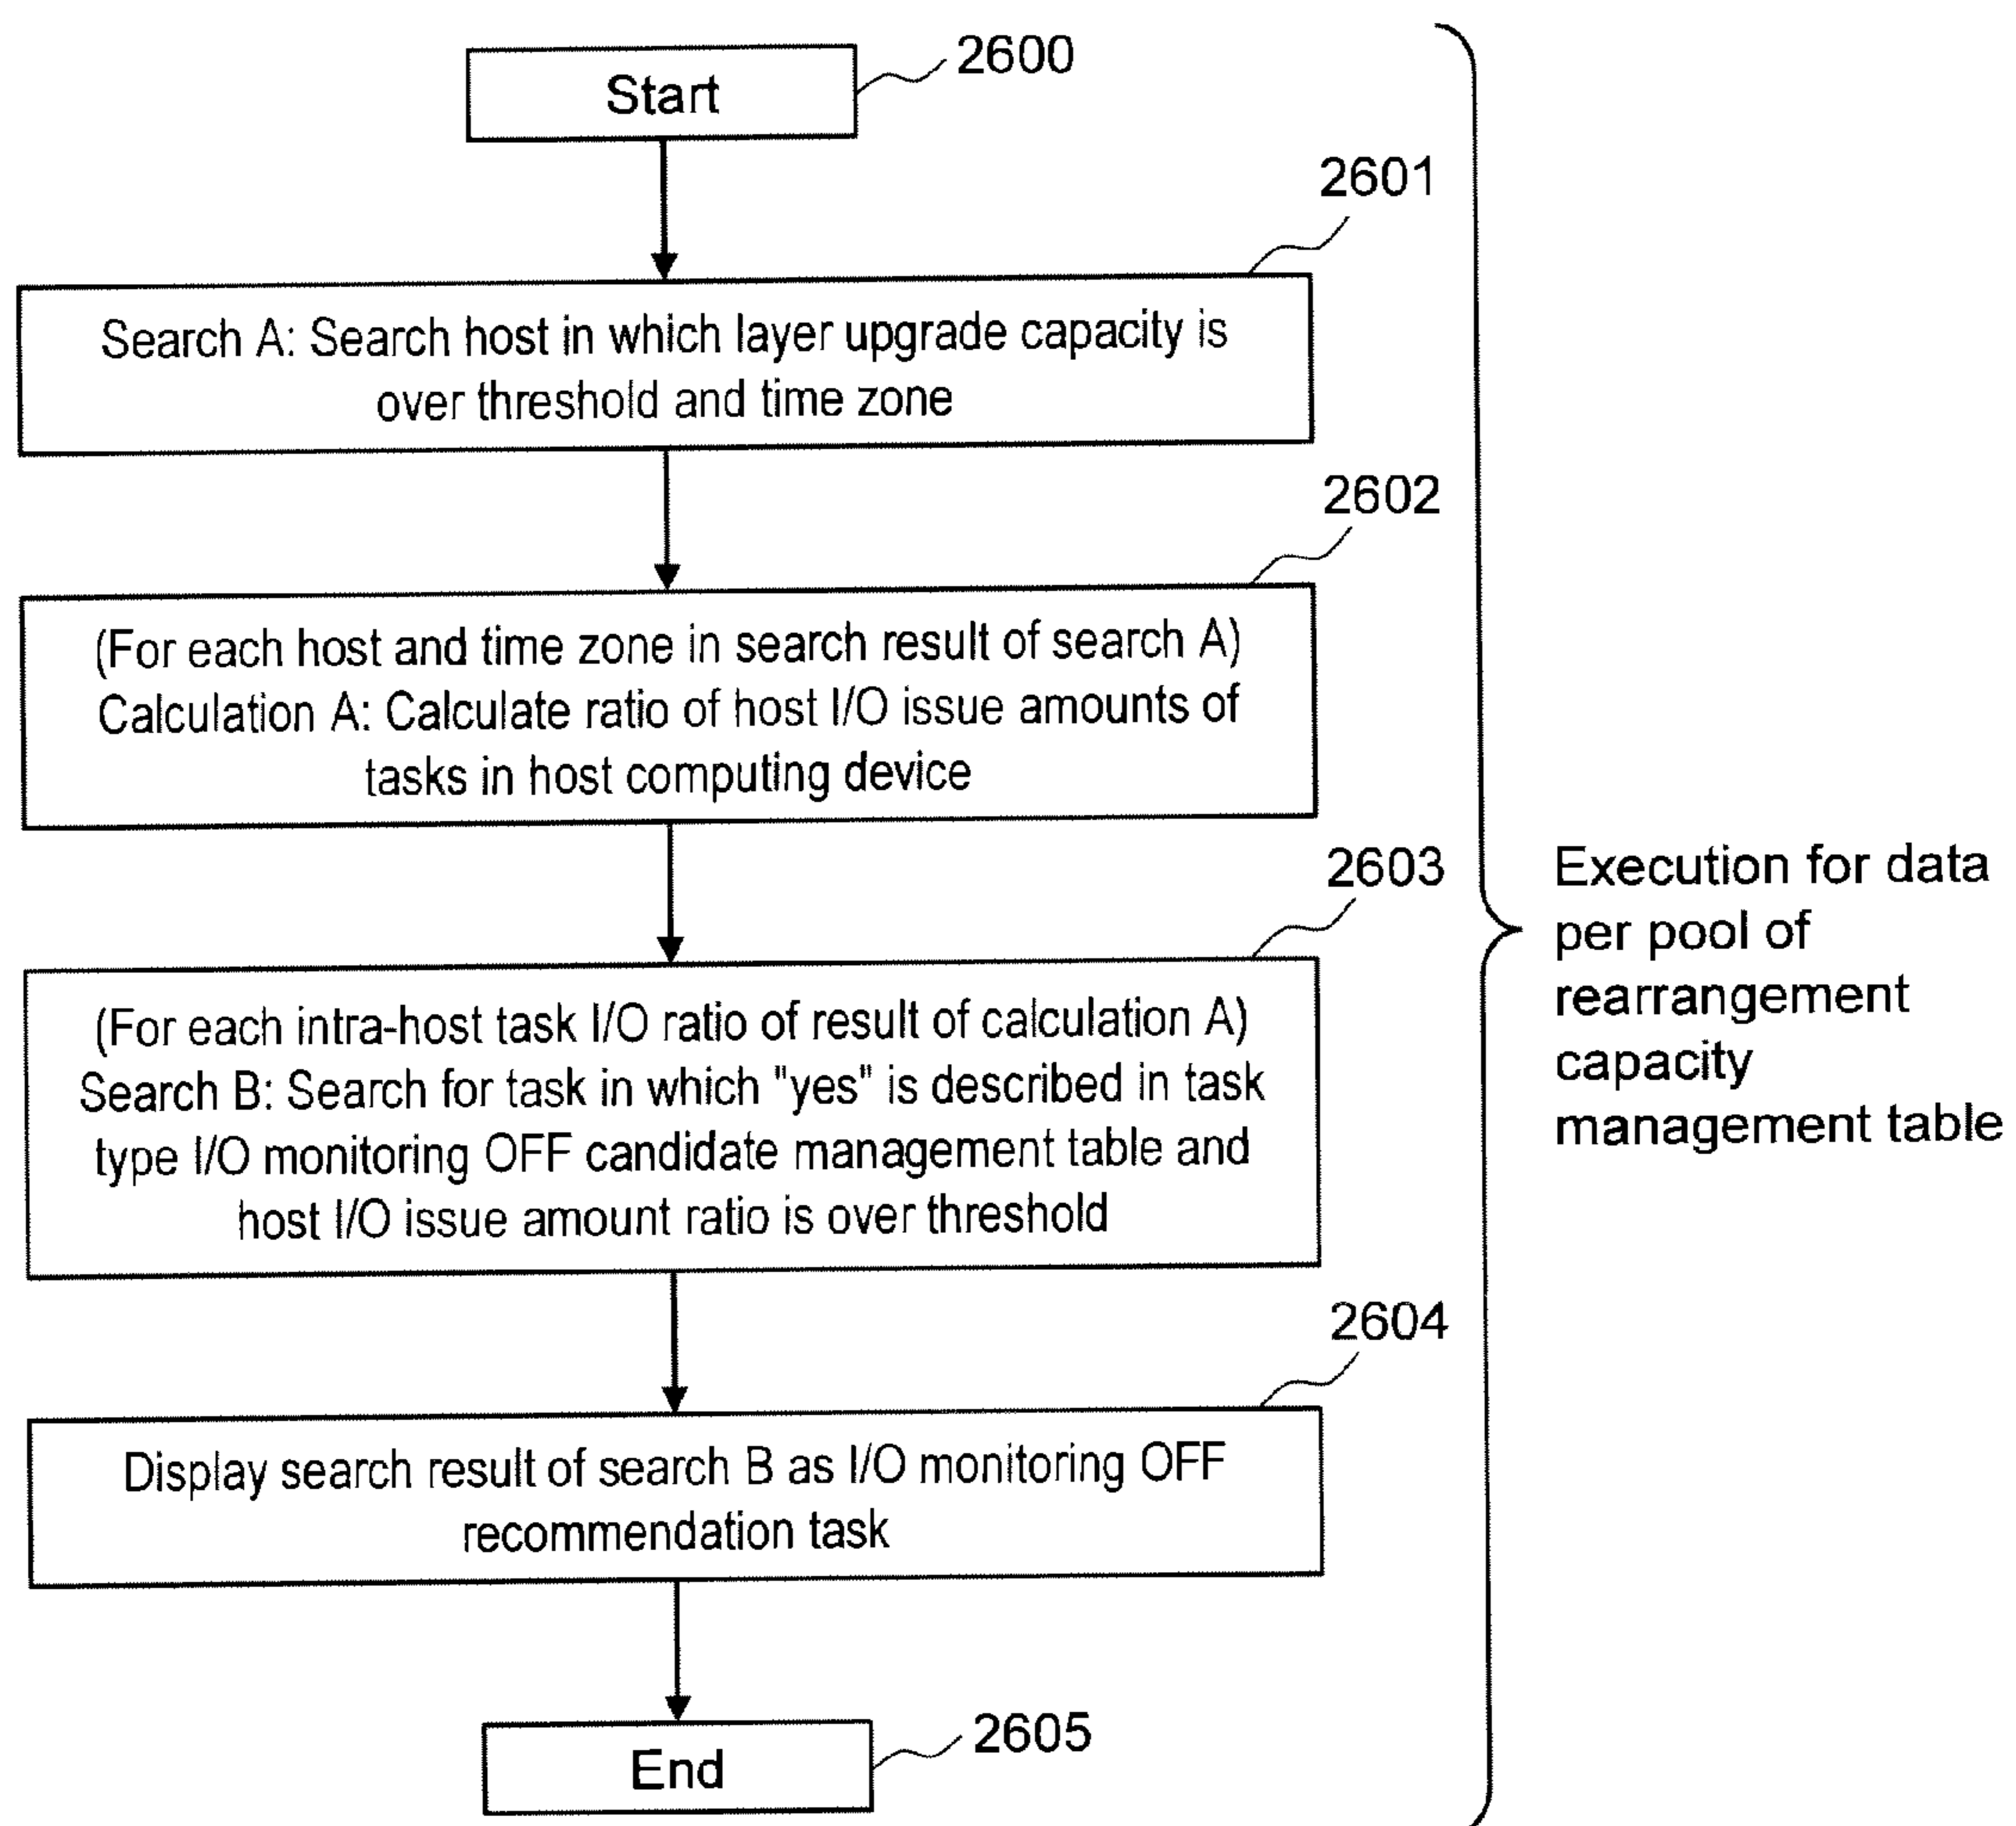 Start
2600
2601
Search A: Search host in which layer upgrade capacity is
over threshold and time zone
2602
(For each host and time zone in search result of search A)
Calculation A: Calculate ratio of host I/O issue amounts of
tasks in host computing device
2603
(For each intra-host task I/O ratio of result of calculation A)
Search B: Search for task in which "yes" is described in task
type I/O monitoring OFF candidate management table and
host I/O issue amount ratio is over threshold
2604
Display search result of search B as I/O monitoring OFF
recommendation task
End
2605
Execution for data
per pool of
rearrangement
capacity
management table